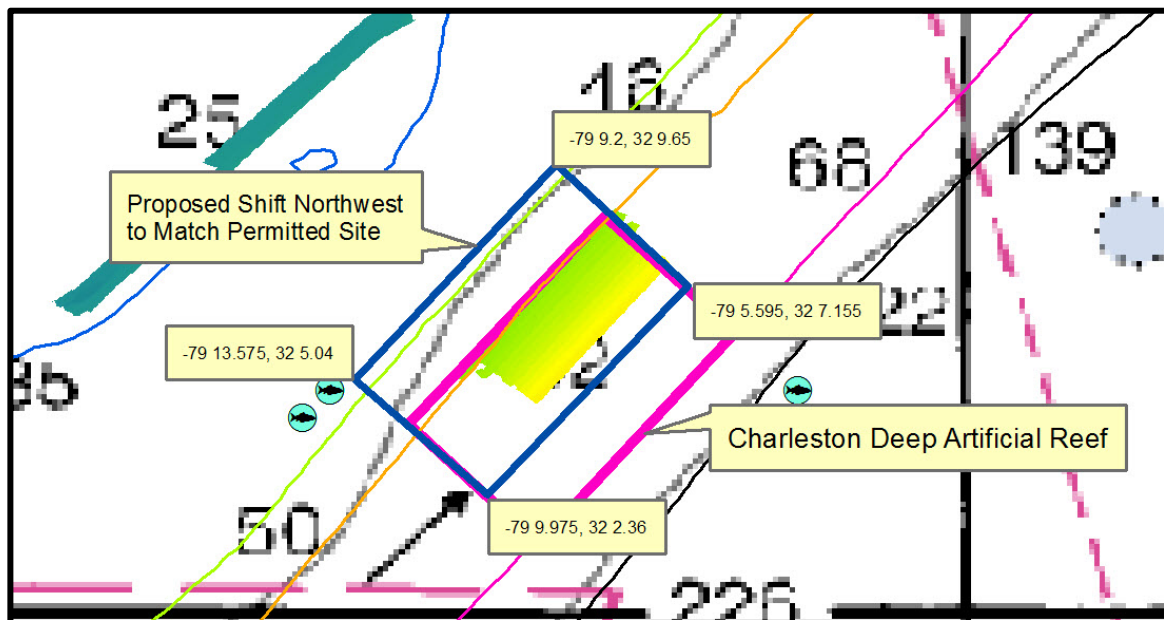 25
16
-79 9.2, 32 9.65
68
139
Proposed Shift Northwest
to Match Permitted Site
-79 5.595, 32 7.155
22
-79 13.575, 32 5.04
85
2
Charleston Deep Artificial Reef
50
-79 9.975, 32 2.36
226